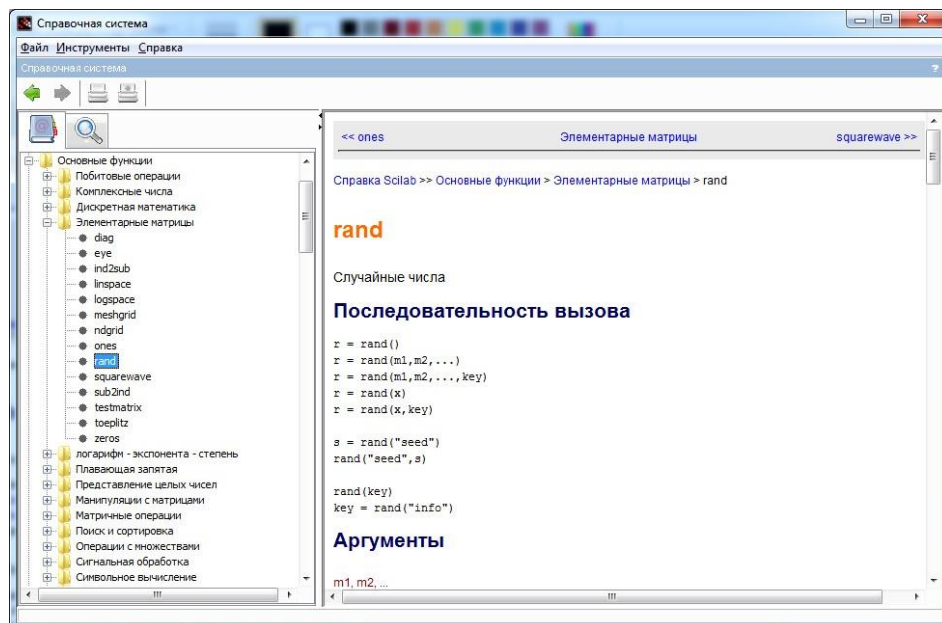 Справочная система
Файл Инструменты Справка
Справочная система
?
Основные функции
Побитовые операции
Комплексные числа
Дискретная математика
Элементарные матрицы
diag
eye
ind2sub
linspace
logspace
meshgrid
ndgrid
ones
rand
squarewave
sub2ind
testmatrix
toeplitz
zeros
логарифм - экспонента - степень
Плавающая запятая
Представление целых чисел
Манипуляции с матрицами
Матричные операции
Поиск и сортировка
Операции с множествами
Сигнальная обработка
Символьное вычисление
<< ones Элементарные матрицы squarewave >>
Справка Scilab >> Основные функции > Элементарные матрицы > rand
rand
Случайные числа
Последовательность вызова
r = rand()
r = rand(m1,m2,...)
r = rand(m1,m2,...,key)
r = rand(x)
r = rand(x,key)
s = rand("seed")
rand("seed",s)
rand(key)
key = rand("info")
Аргументы
m1, m2, ...